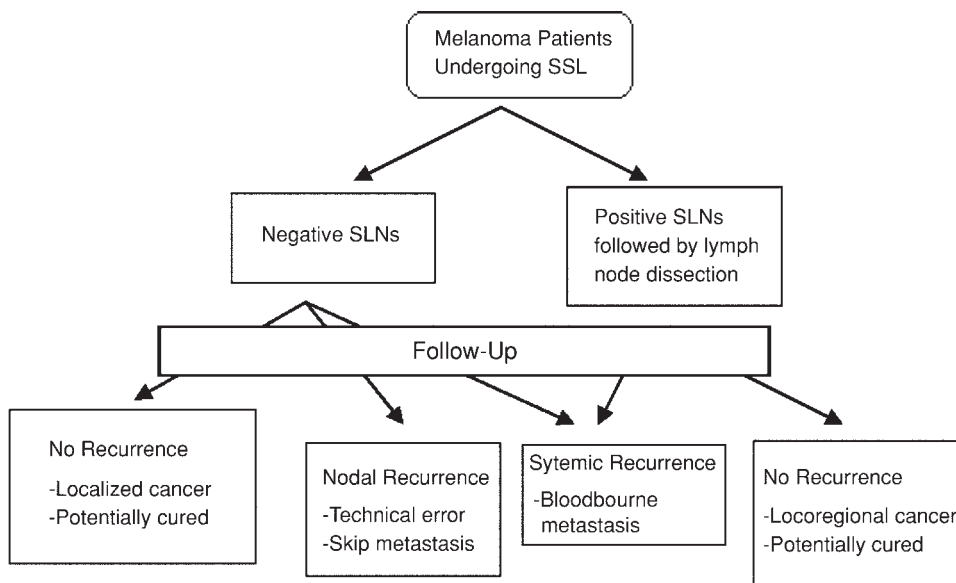 Melanoma Patients
Undergoing SSL
Negative SLNs
Positive SLNs
followed by lymph
node dissection
Follow-Up
No Recurrence
-Localized cancer
-Potentially cured
Nodal Recurrence
-Technical error
-Skip metastasis
Sytemic Recurrence
-Bloodbourne
metastasis
No Recurrence
-Locoregional cancer
-Potentially cured